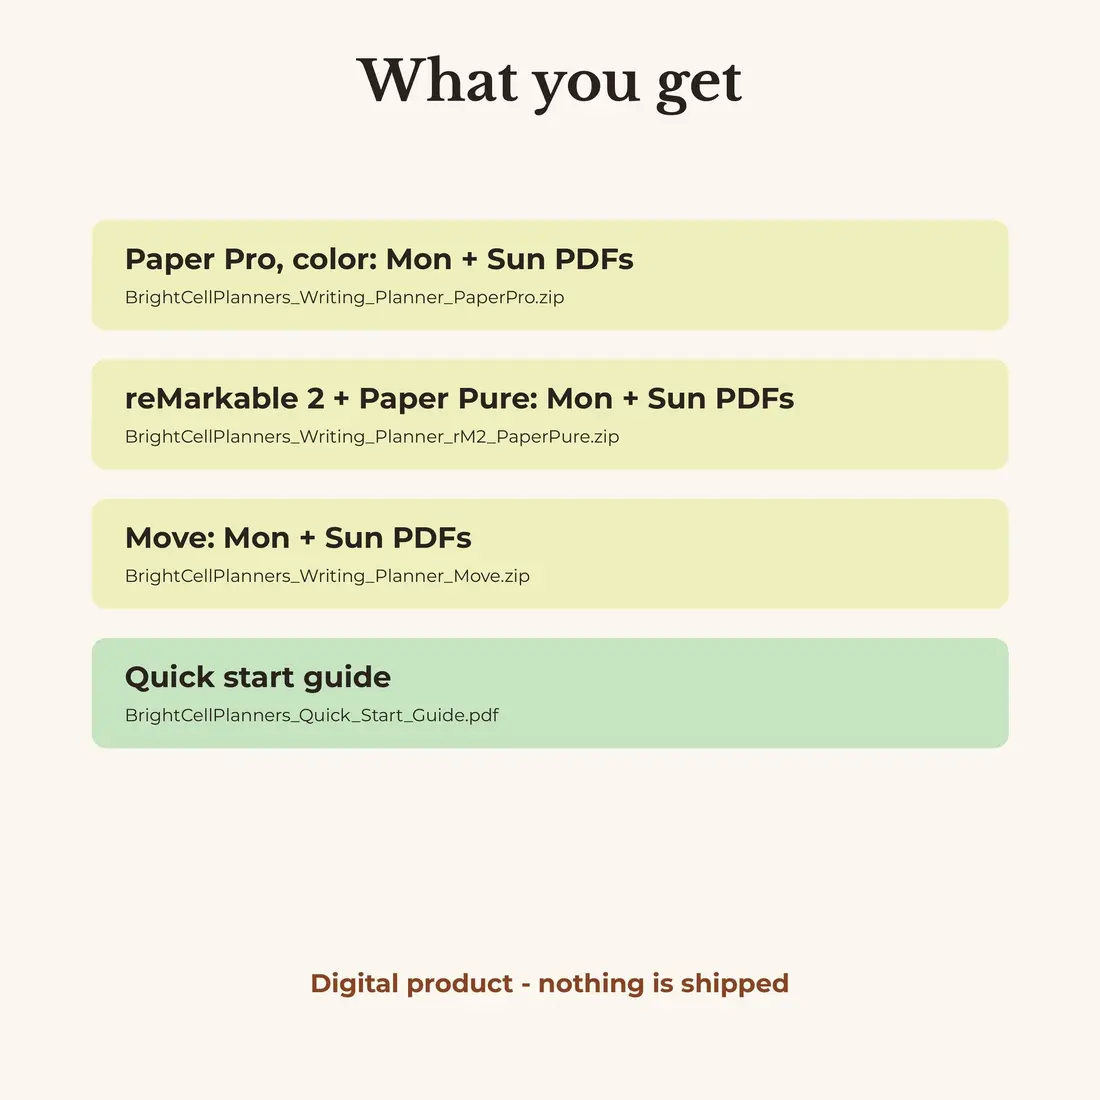 What you get
Paper Pro, color: Mon + Sun PDFs
BrightCellPlanners_Writing_Planner_PaperPro.zip
reMarkable 2 + Paper Pure: Mon + Sun PDFs
BrightCellPlanners_Writing_Planner_rM2_PaperPure.zip
Move: Mon + Sun PDFs
BrightCellPlanners_Writing_Planner_Move.zip
Quick start guide
BrightCellPlanners_Quick_Start_Guide.pdf
Digital product - nothing is shipped